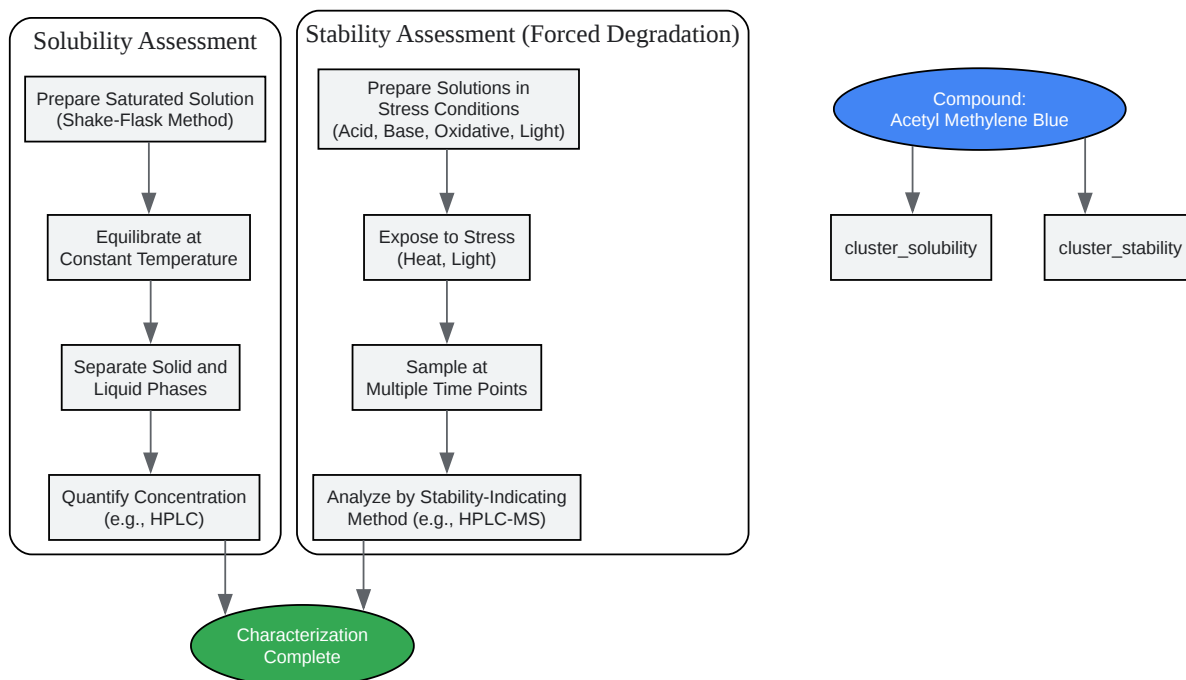 Solubility Assessment
Prepare Saturated Solution
(Shake-Flask Method)
Equilibrate at
Constant Temperature
Separate Solid and
Liquid Phases
Quantify Concentration
(e.g., HPLC)
Stability Assessment (Forced Degradation)
Prepare Solutions in
Stress Conditions
(Acid, Base, Oxidative, Light)
Expose to Stress
(Heat, Light)
Sample at
Multiple Time Points
Analyze by Stability-Indicating
Method (e.g., HPLC-MS)
Characterization
Complete
Compound:
Acetyl Methylene Blue
cluster_solubility
cluster_stability